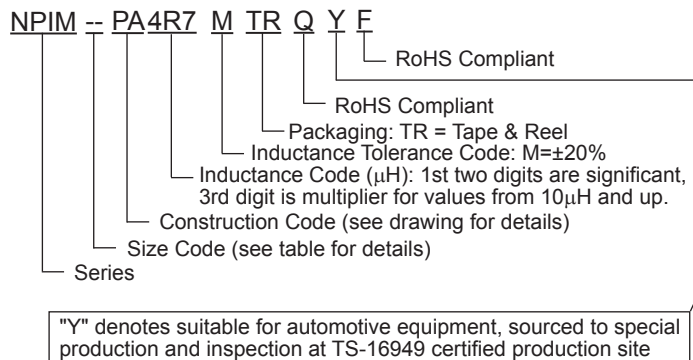 NPIM -- PA4R7 M TR Q Y F
RoHS Compliant
RoHS Compliant
Packaging: TR = Tape & Reel
Inductance Tolerance Code: M=±20%
Inductance Code (µH): 1st two digits are significant,
3rd digit is multiplier for values from 10µH and up.
Construction Code (see drawing for details)
Size Code (see table for details)
Series
"Y" denotes suitable for automotive equipment, sourced to special
production and inspection at TS-16949 certified production site